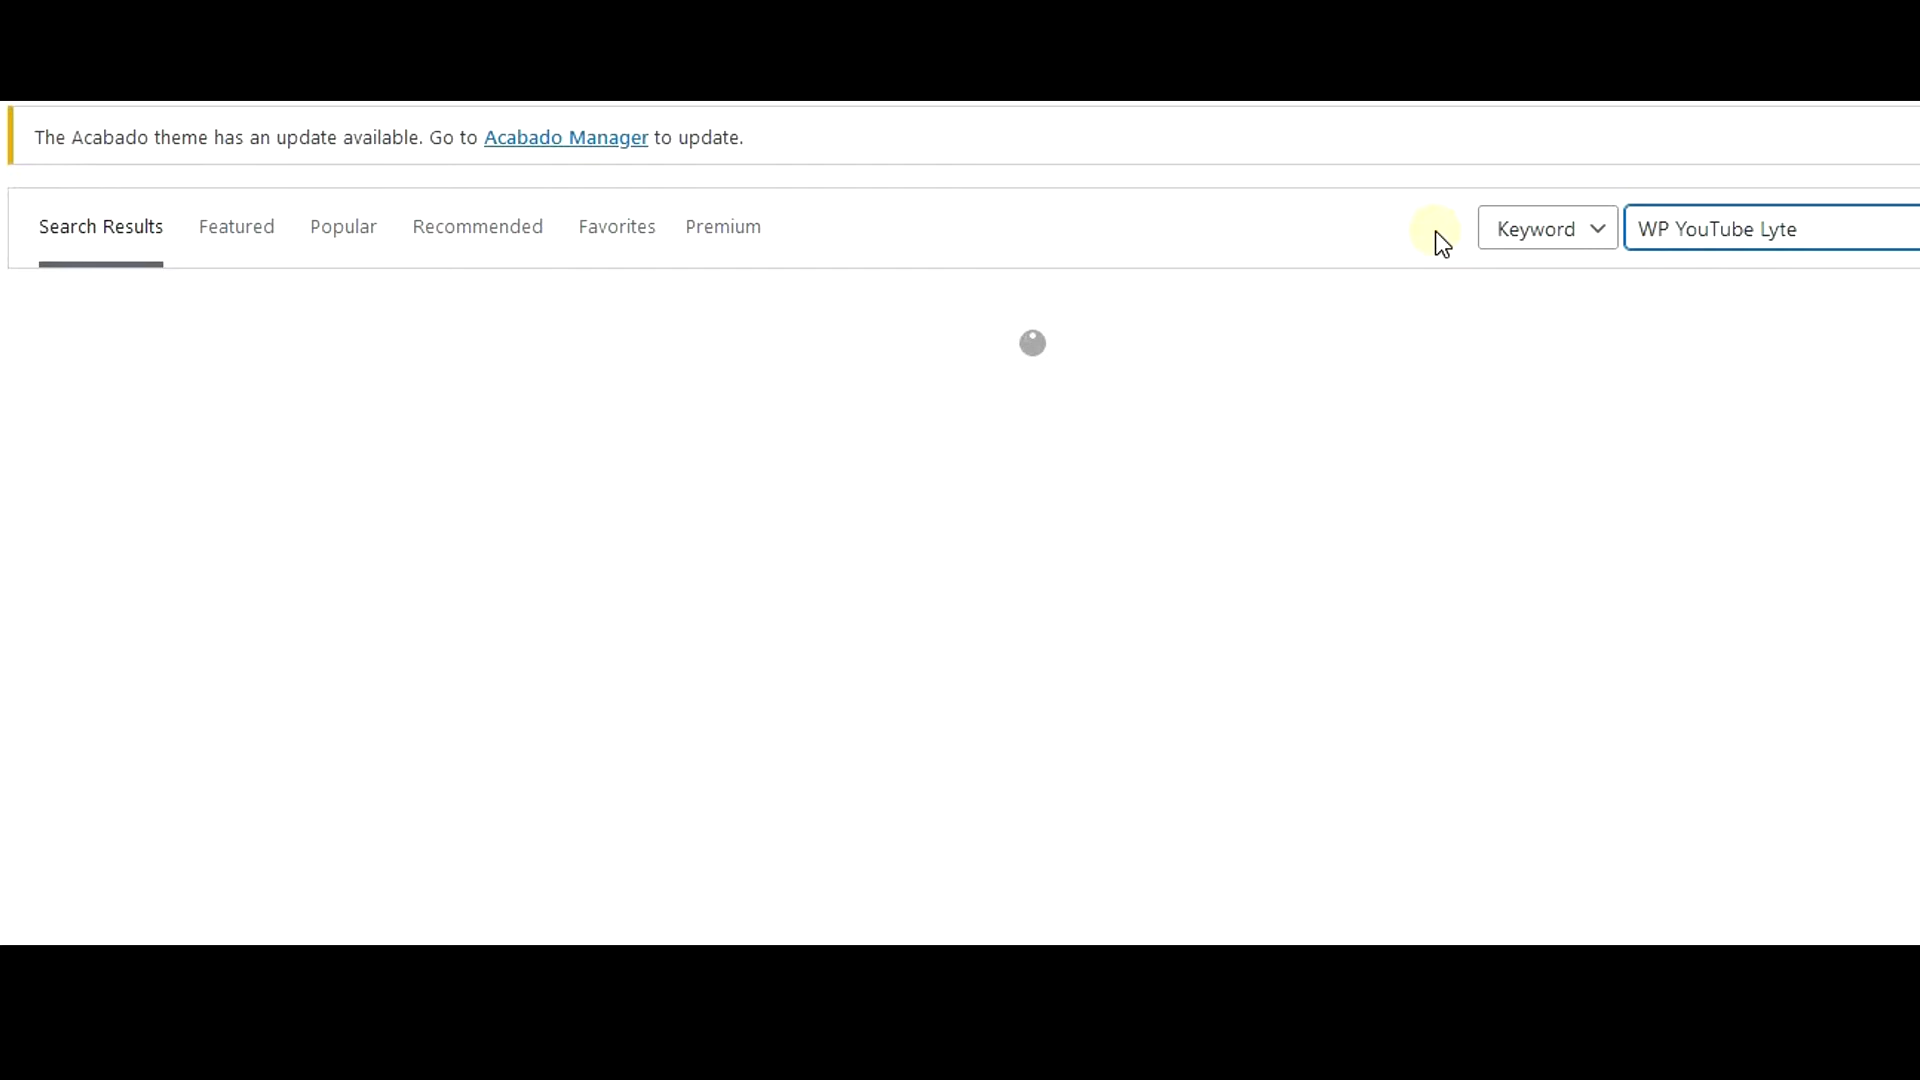 The Acabado theme has an update available. Go to Acabado Manager to update.
Search Results Featured Popular Recommended Favorites Premium Keyword WP YouTube Lyte